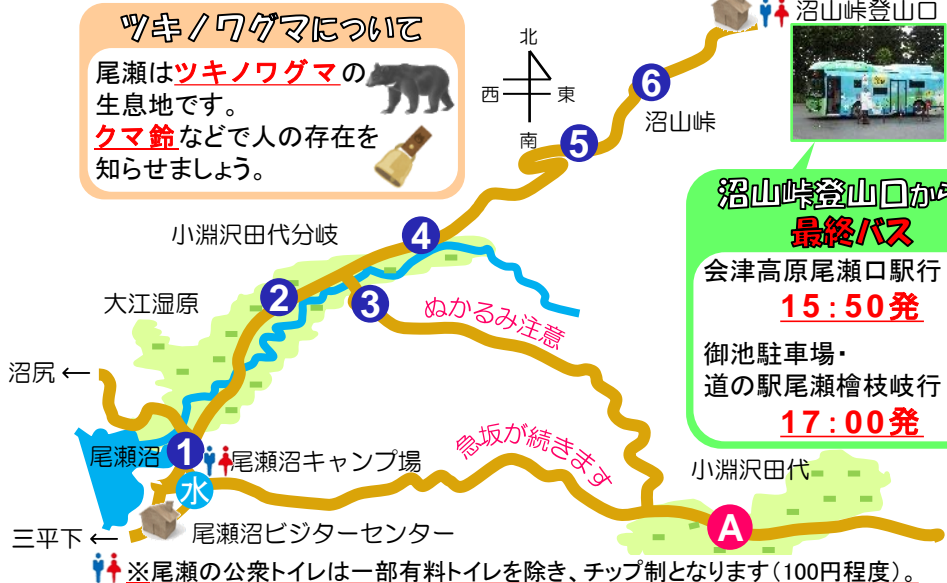 ツキノワグマについて
尾瀬はツキノワグマの
生息地です。
クマ鈴などで人の存在を
知らせましょう。
北
西
東
南
沼山峠登山口
6
沼山峠
5
沼山峠登山口から
最終バス
会津高原尾瀬口駅行
15:50発
御池駐車場・
道の駅尾瀬檜枝岐行
17:00発
小淵沢田代分岐
4
大江湿原
2
3
ぬかるみ注意
沼尻←
尾瀬沼
1
尾瀬沼キャンプ場
急坂が続きます
小淵沢田代
水
A
三平下←
尾瀬沼ビジターセンター
※尾瀬の公衆トイレは一部有料トイレを除き、チップ制となります(100円程度)。